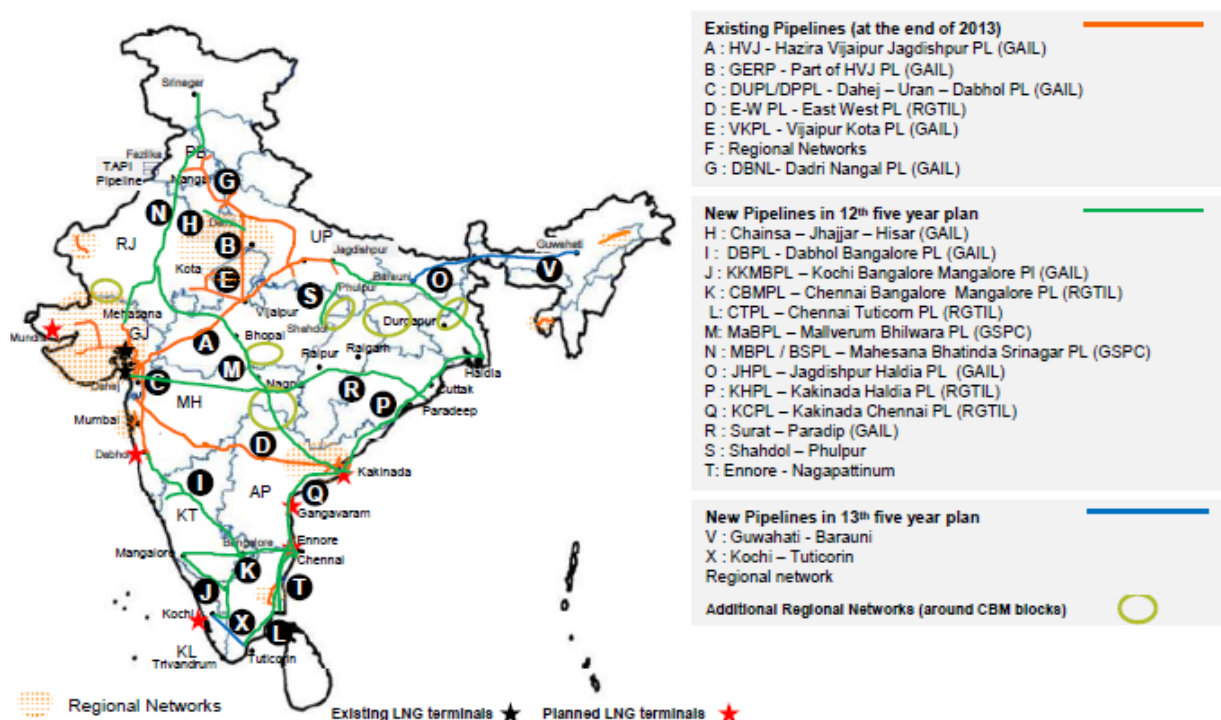 Srinegar
Fazilka
PB
TAPI
Pipeline
Nangal
G
N
H
Delhi
RJ
B
UP
Jagdishpur
Guwehati
Kota
E
Barauni
O
V
S
Phulpur
Mehasana
Vijaipur
Mundra
GJ
Shahdol
Durgapur
Bhopal
A
Raipur
Raigarh
M
Haldia
Dahej
C
Nagpur
R
Cuttak
MH
P
Paradeep
Mumbai
D
Dabhol
Kakinada
I
AP
Q
Gangavaram
KT
Ennore
Mangalore
Bangalore
Chennai
K
J
T
Kochi
X
L
KL
Tuticorin
Trivandrum
Regional Networks
Existing LNG terminals
Planned LNG terminals
Existing Pipelines (at the end of 2013)
A : HVJ - Hazira Vijaipur Jagdishpur PL (GAIL)
B : GERP - Part of HVJ PL (GAIL)
C : DUPL/DPPL - Dahej – Uran – Dabhol PL (GAIL)
D : E-W PL - East West PL (RGTIL)
E : VKPL - Vijaipur Kota PL (GAIL)
F : Regional Networks
G : DBNL- Dadri Nangal PL (GAIL)
New Pipelines in 12th five year plan
H : Chainsa – Jhajjar – Hisar (GAIL)
I : DBPL - Dabhol Bangalore PL (GAIL)
J : KKMBPL – Kochi Bangalore Mangalore Pl (GAIL)
K : CBMPL – Chennai Bangalore Mangalore PL (RGTIL)
L: CTPL – Chennai Tuticorn PL (RGTIL)
M: MaBPL – Mallverum Bhilwara PL (GSPC)
N : MBPL / BSPL – Mahesana Bhatinda Srinagar PL (GSPC)
O : JHPL – Jagdishpur Haldia PL (GAIL)
P : KHPL – Kakinada Haldia PL (RGTIL)
Q : KCPL – Kakinada Chennai PL (RGTIL)
R : Surat – Paradip (GAIL)
S : Shahdol – Phulpur
T: Ennore - Nagapattinum
New Pipelines in 13th five year plan
V : Guwahati - Barauni
X : Kochi – Tuticorin
Regional network
Additional Regional Networks (around CBM blocks)